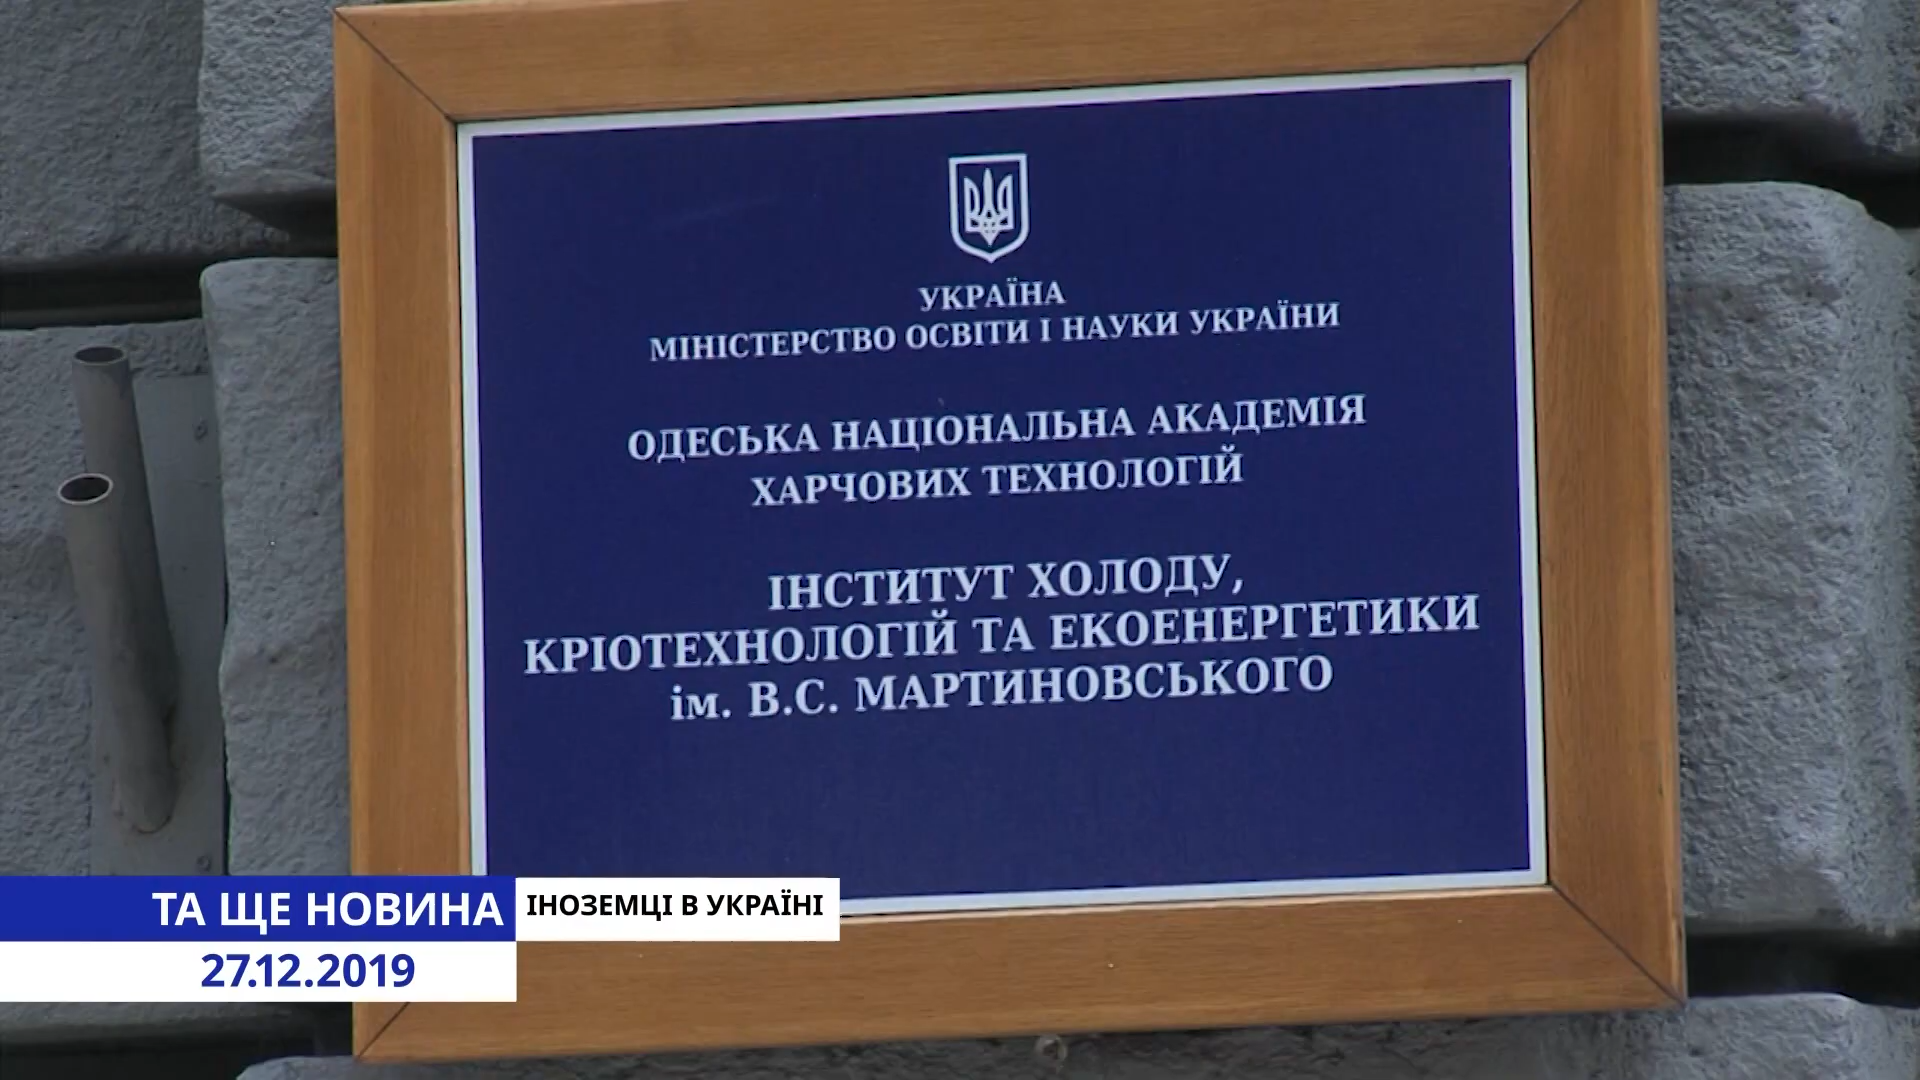 УКРАЇНА
МІНІСТЕРСТВО ОСВІТИ І НАУКИ УКРАЇНИ
ОДЕСЬКА НАЦІОНАЛЬНА АКАДЕМІЯ
ХАРЧОВИХ ТЕХНОЛОГІЙ
ІНСТИТУТ ХОЛОДУ,
КРІОТЕХНОЛОГІЙ ТА ЕКОЕНЕРГЕТИКИ
ім. В.С. МАРТИНОВСЬКОГО
ТА ЩЕ НОВИНА
ІНОЗЕМЦІ В УКРАЇНІ
27.12.2019